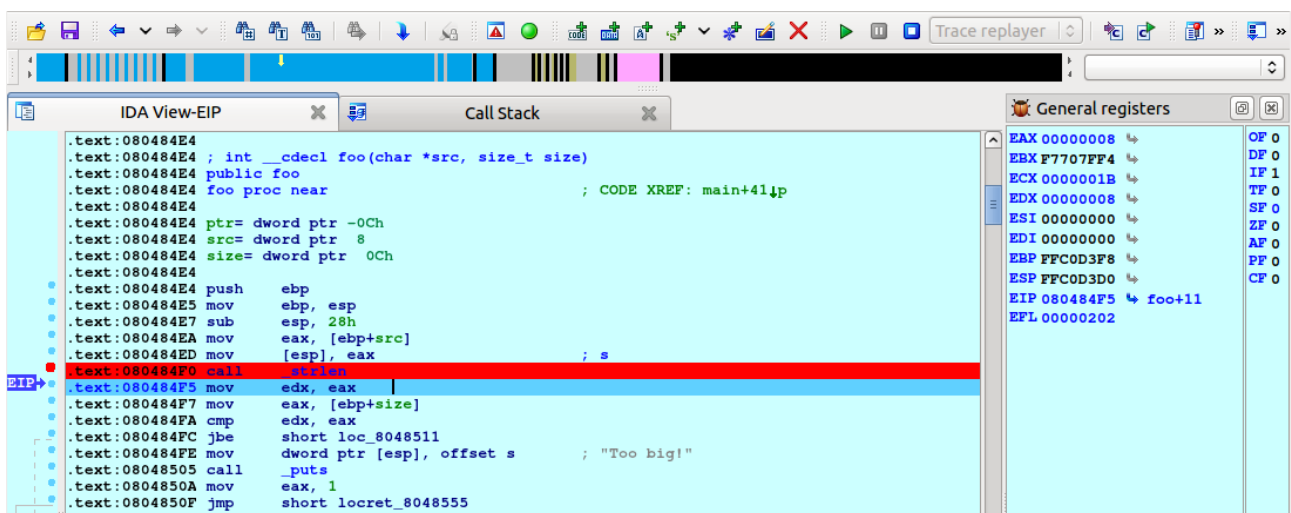 Trace replayer
IDA View-EIP
Call Stack
General registers
.text:080484E4
.text:080484E4 ; int __cdecl foo(char *src, size_t size)
.text:080484E4 public foo
.text:080484E4 foo proc near ; CODE XREF: main+41↓p
.text:080484E4
.text:080484E4 ptr= dword ptr -0Ch
.text:080484E4 src= dword ptr 8
.text:080484E4 size= dword ptr 0Ch
.text:080484E4
.text:080484E4 push ebp
.text:080484E5 mov ebp, esp
.text:080484E7 sub esp, 28h
.text:080484EA mov eax, [ebp+src]
.text:080484ED mov [esp], eax ; s
.text:080484F0 call _strlen
EIP
.text:080484F5 mov edx, eax
.text:080484F7 mov eax, [ebp+size]
.text:080484FA cmp edx, eax
.text:080484FC jbe short loc_8048511
.text:080484FE mov dword ptr [esp], offset s ; "Too big!"
.text:08048505 call _puts
.text:0804850A mov eax, 1
.text:0804850F jmp short locret_8048555
EAX 00000008
EBX F7707FF4
ECX 0000001B
EDX 00000008
ESI 00000000
EDI 00000000
EBP FFC0D3F8
ESP FFC0D3D0
EIP 080484F5 foo+11
EFL 00000202
OF 0
DF 0
IF 1
TF 0
SF 0
ZF 0
AF 0
PF 0
CF 0